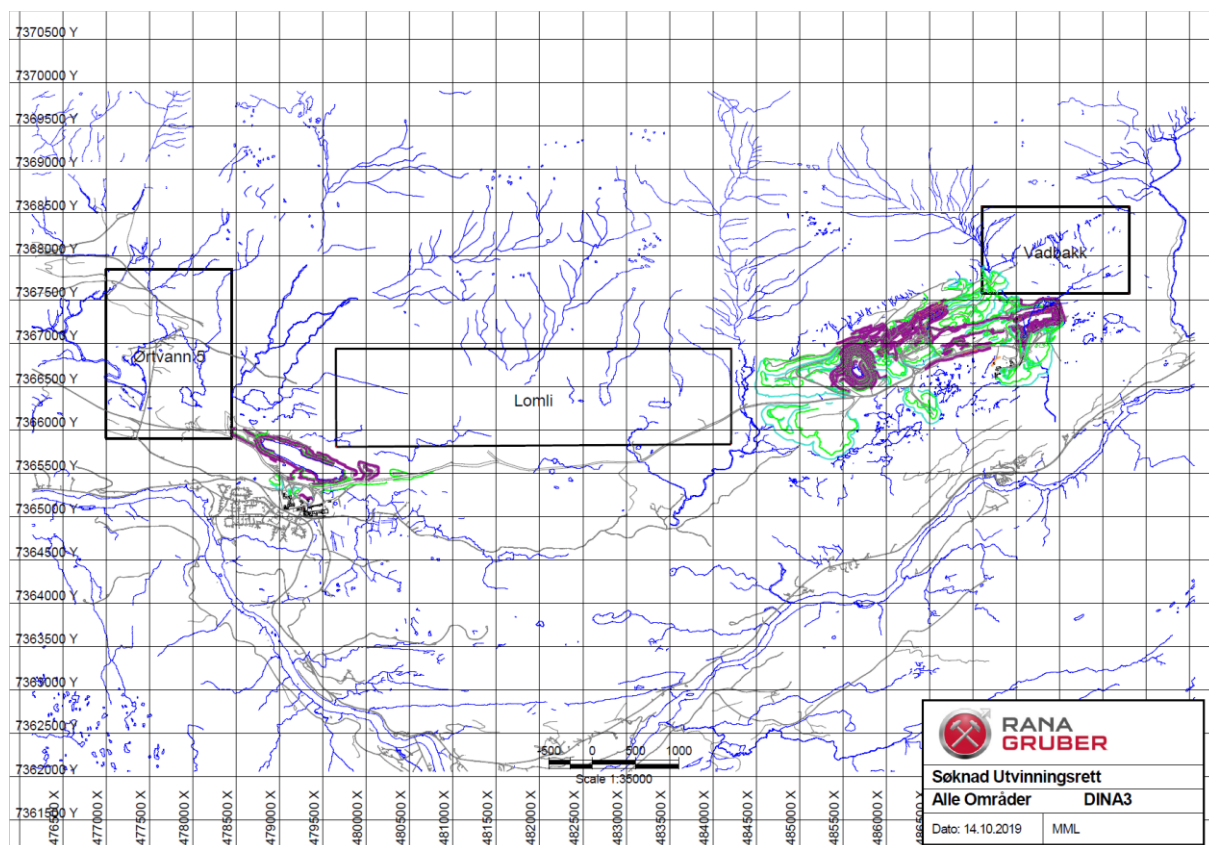 7370500 Y
7370000 Y
7369500 Y
7369000 Y
7368500 Y
7368000 Y
7367500 Y
7367000 Y
7366500 Y
7366000 Y
7365500 Y
7365000 Y
7364500 Y
7364000 Y
7363500 Y
7363000 Y
7362500 Y
7362000 Y
7361500 Y
Vadbakk
Ørtvann 5
Lomli
-500 0 500 1000
Scale 1:35000
476500 X
477000 X
477500 X
478000 X
478500 X
479000 X
479500 X
480000 X
480500 X
481000 X
481500 X
482000 X
482500 X
483000 X
483500 X
484000 X
484500 X
485000 X
485500 X
486000 X
RANA
GRUBER
Søknad Utvinningsrett
Alle Områder DINA3
Dato: 14.10.2019 MML